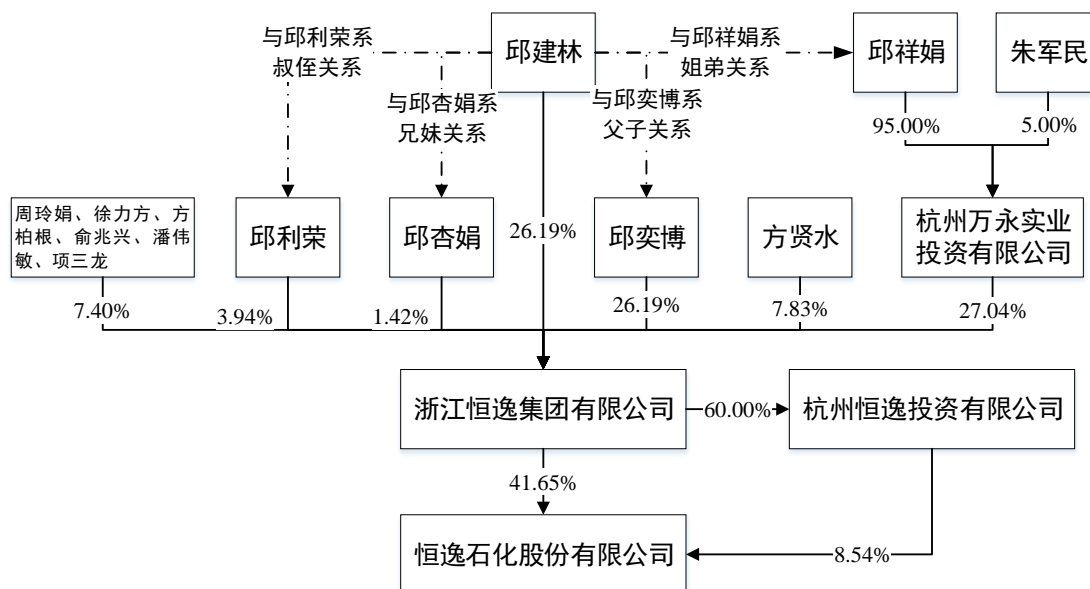 与邱利荣系
叔侄关系
邱建林
与邱祥娟系
姐弟关系
邱祥娟
朱军民
与邱杏娟系
兄妹关系
与邱奕博系
父子关系
95.00%
5.00%
周玲娟、徐力方、方
柏根、俞兆兴、潘伟
敏、项三龙
邱利荣
邱杏娟
26.19%
邱奕博
方贤水
杭州万永实业
投资有限公司
7.40%
3.94%
1.42%
26.19%
7.83%
27.04%
浙江恒逸集团有限公司
60.00%
杭州恒逸投资有限公司
41.65%
恒逸石化股份有限公司
8.54%